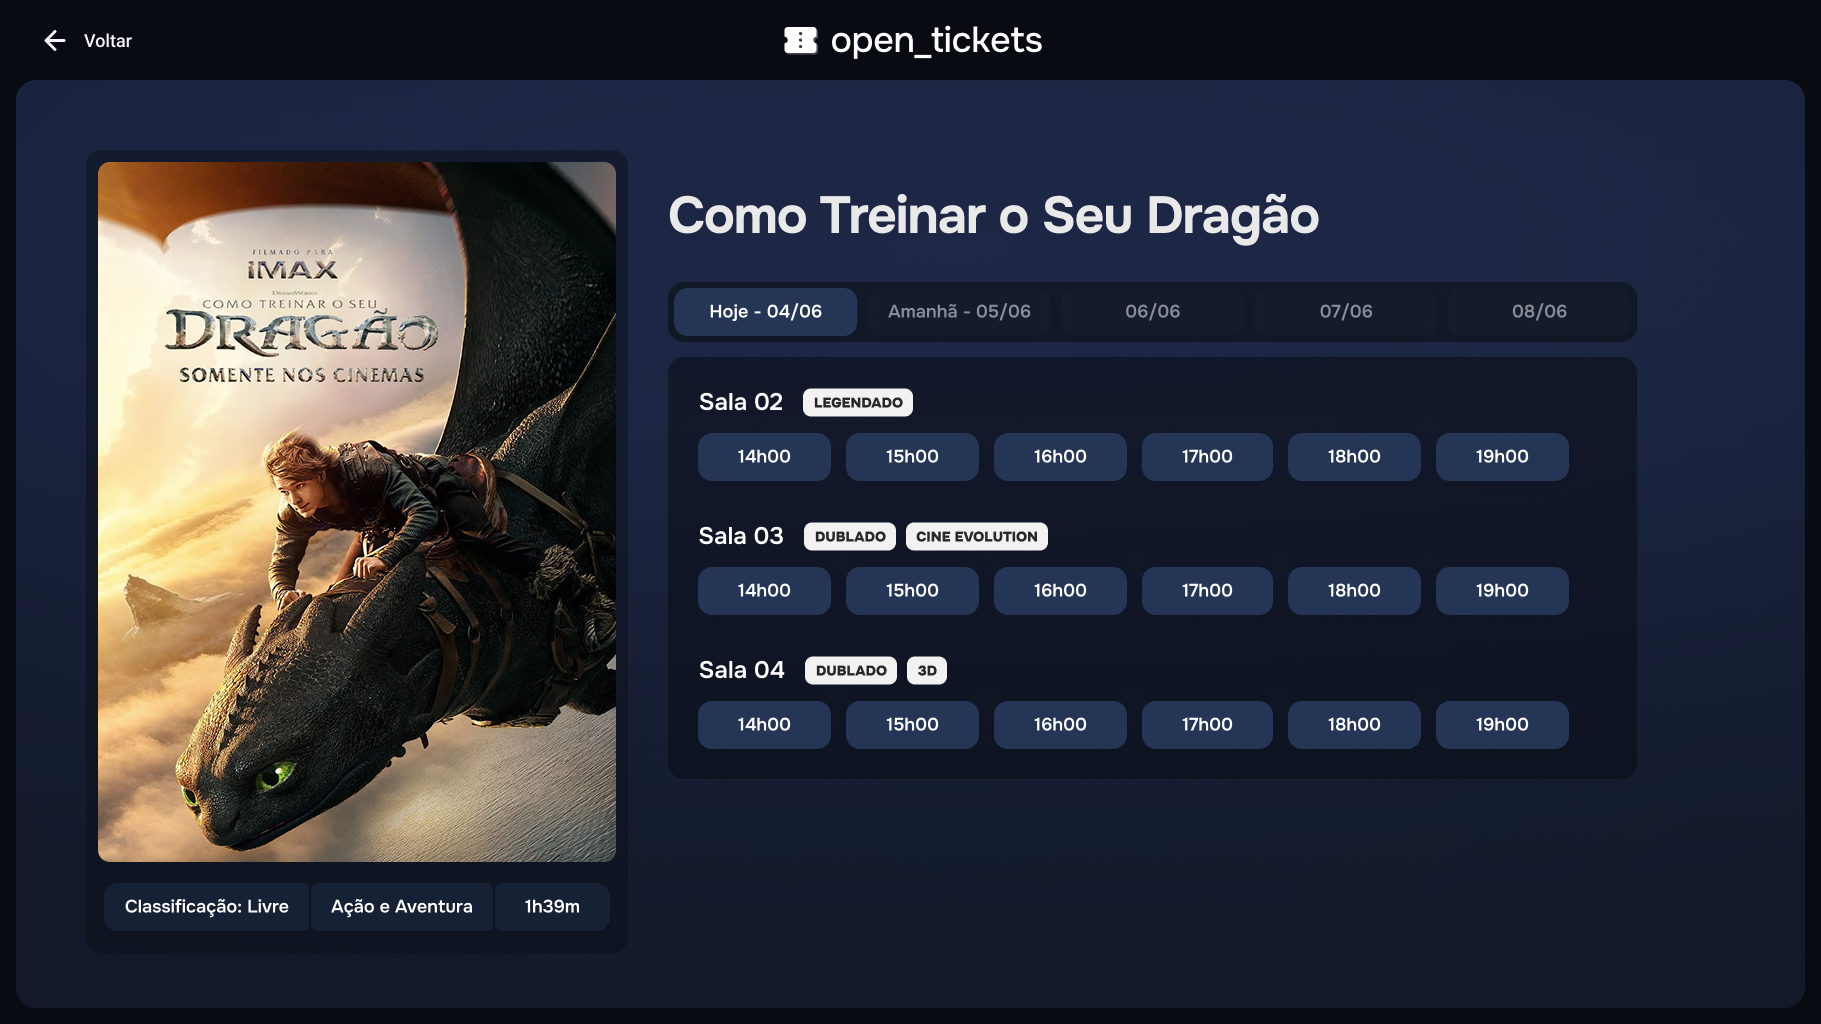 Voltar
open_tickets
FILMADO PARA
IMAX
DREAMWORKS
COMO TREINAR O SEU
DRAGÃO
SOMENTE NOS CINEMAS
Classificação: Livre
Ação e Aventura
1h39m
Como Treinar o Seu Dragão
Hoje - 04/06
Amanhã - 05/06
06/06
07/06
08/06
Sala 02 LEGENDADO
14h00 15h00 16h00 17h00 18h00 19h00
Sala 03 DUBLADO CINE EVOLUTION
14h00 15h00 16h00 17h00 18h00 19h00
Sala 04 DUBLADO 3D
14h00 15h00 16h00 17h00 18h00 19h00